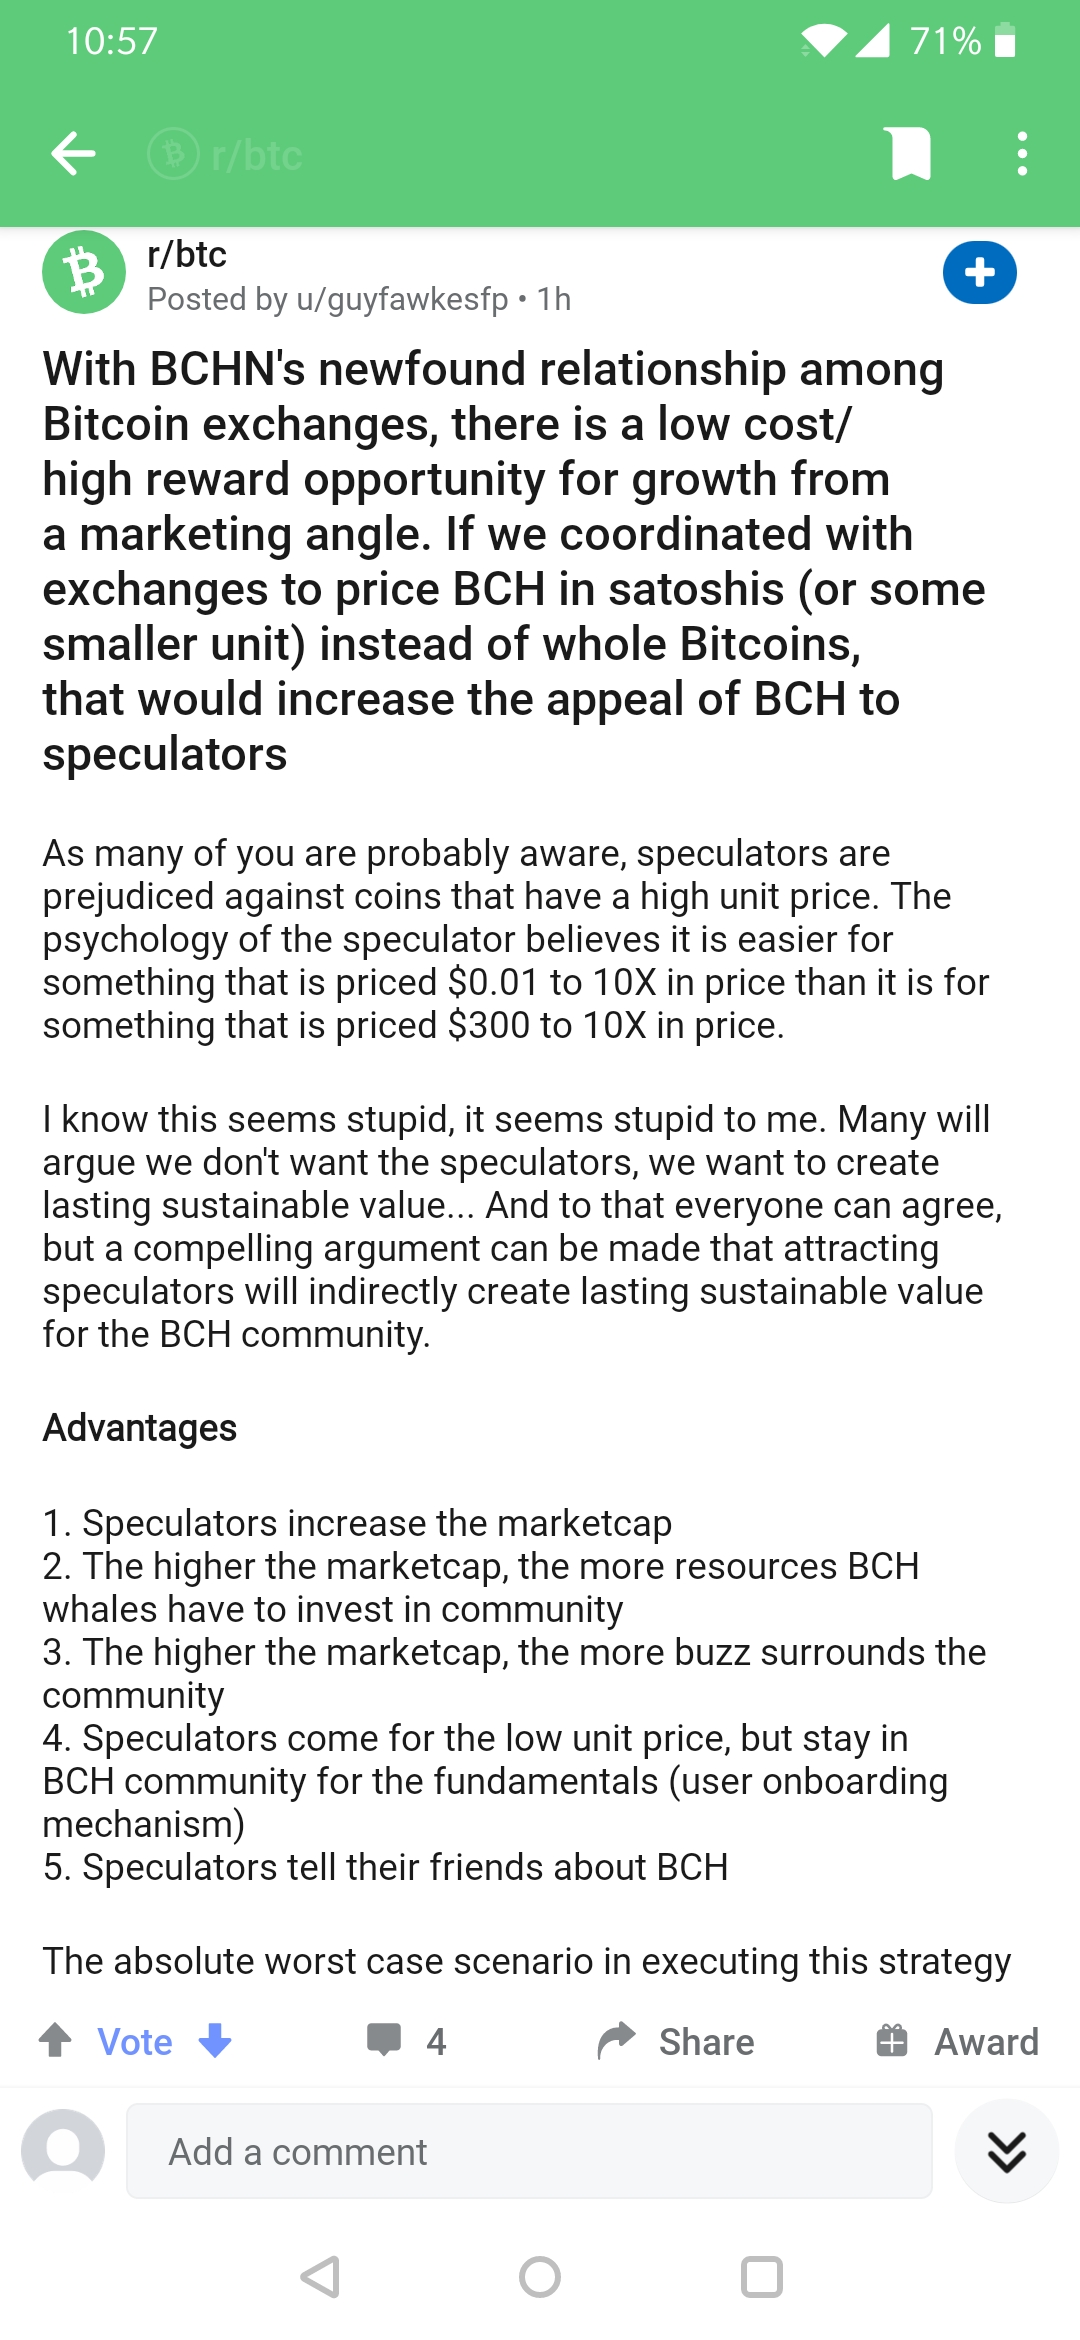 10:57
71%
r/btc
r/btc
Posted by u/guyfawkesfp • 1h
With BCHN's newfound relationship among
Bitcoin exchanges, there is a low cost/
high reward opportunity for growth from
a marketing angle. If we coordinated with
exchanges to price BCH in satoshis (or some
smaller unit) instead of whole Bitcoins,
that would increase the appeal of BCH to
speculators
As many of you are probably aware, speculators are
prejudiced against coins that have a high unit price. The
psychology of the speculator believes it is easier for
something that is priced $0.01 to 10X in price than it is for
something that is priced $300 to 10X in price.
I know this seems stupid, it seems stupid to me. Many will
argue we don't want the speculators, we want to create
lasting sustainable value... And to that everyone can agree,
but a compelling argument can be made that attracting
speculators will indirectly create lasting sustainable value
for the BCH community.
Advantages
1. Speculators increase the marketcap
2. The higher the marketcap, the more resources BCH
whales have to invest in community
3. The higher the marketcap, the more buzz surrounds the
community
4. Speculators come for the low unit price, but stay in
BCH community for the fundamentals (user onboarding
mechanism)
5. Speculators tell their friends about BCH
The absolute worst case scenario in executing this strategy
Vote 4 Share Award
Add a comment